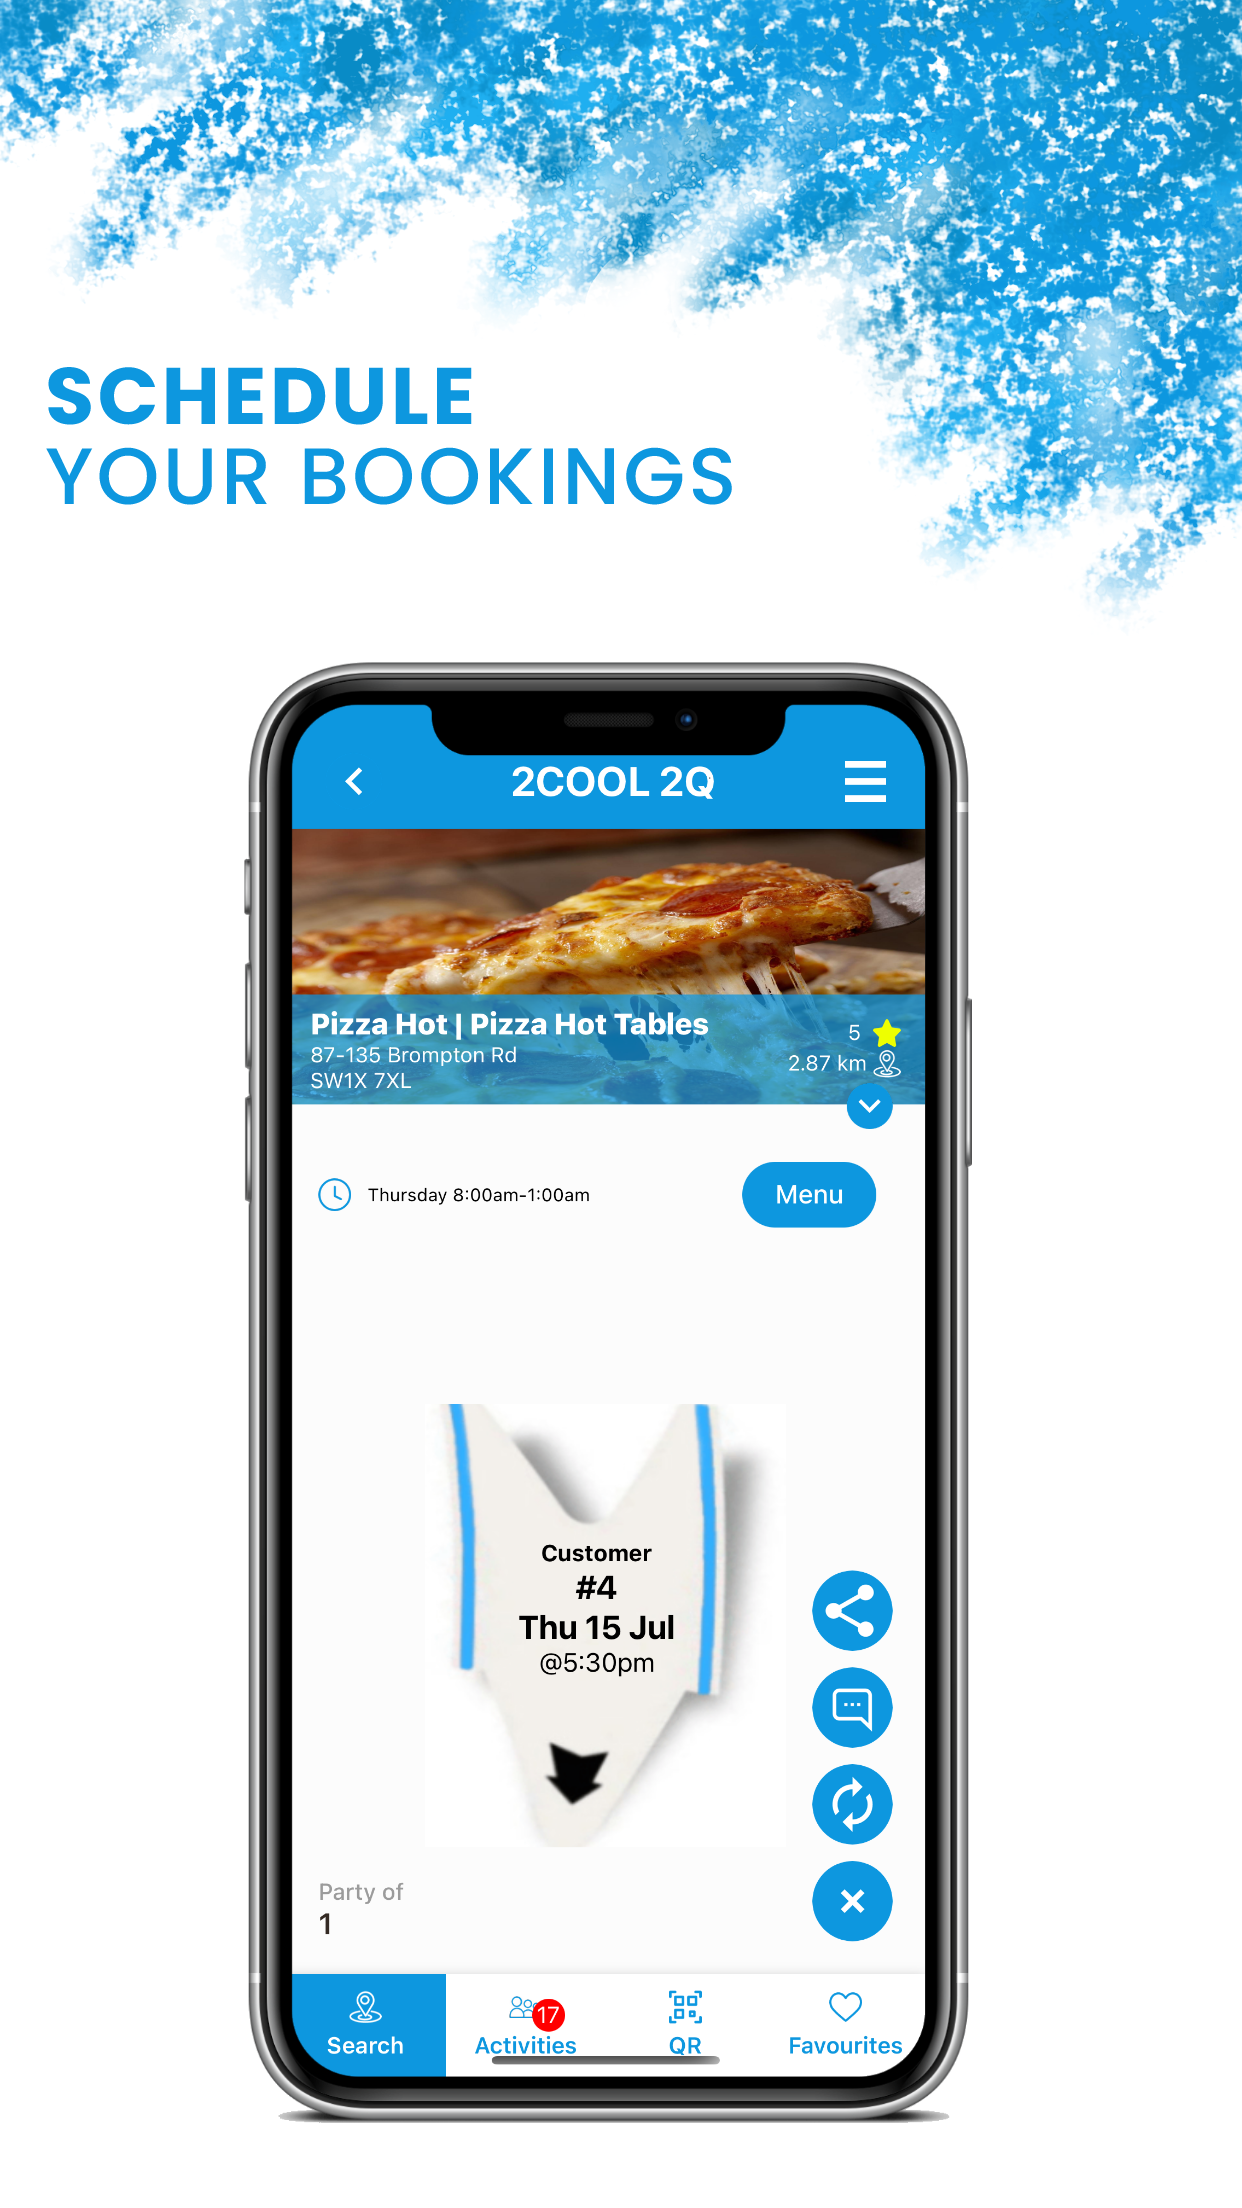 SCHEDULE
YOUR BOOKINGS
2COOL 2Q
Pizza Hot | Pizza Hot Tables
87-135 Brompton Rd
SW1X 7XL
5
2.87 km
Thursday 8:00am-1:00am
Menu
Customer
#4
Thu 15 Jul
@5:30pm
Party of
1
17
Search
Activities
QR
Favourites